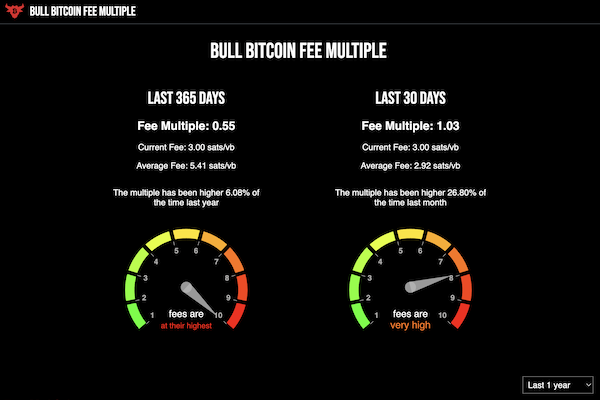 BULL BITCOIN FEE MULTIPLE
BULL BITCOIN FEE MULTIPLE
LAST 365 DAYS
Fee Multiple: 0.55
Current Fee: 3.00 sats/vb
Average Fee: 5.41 sats/vb
The multiple has been higher 6.08% of
the time last year
1
2
3
4
5
6
7
8
9
10
fees are
at their highest
LAST 30 DAYS
Fee Multiple: 1.03
Current Fee: 3.00 sats/vb
Average Fee: 2.92 sats/vb
The multiple has been higher 26.80% of
the time last month
1
2
3
4
5
6
7
8
9
10
fees are
very high
Last 1 year